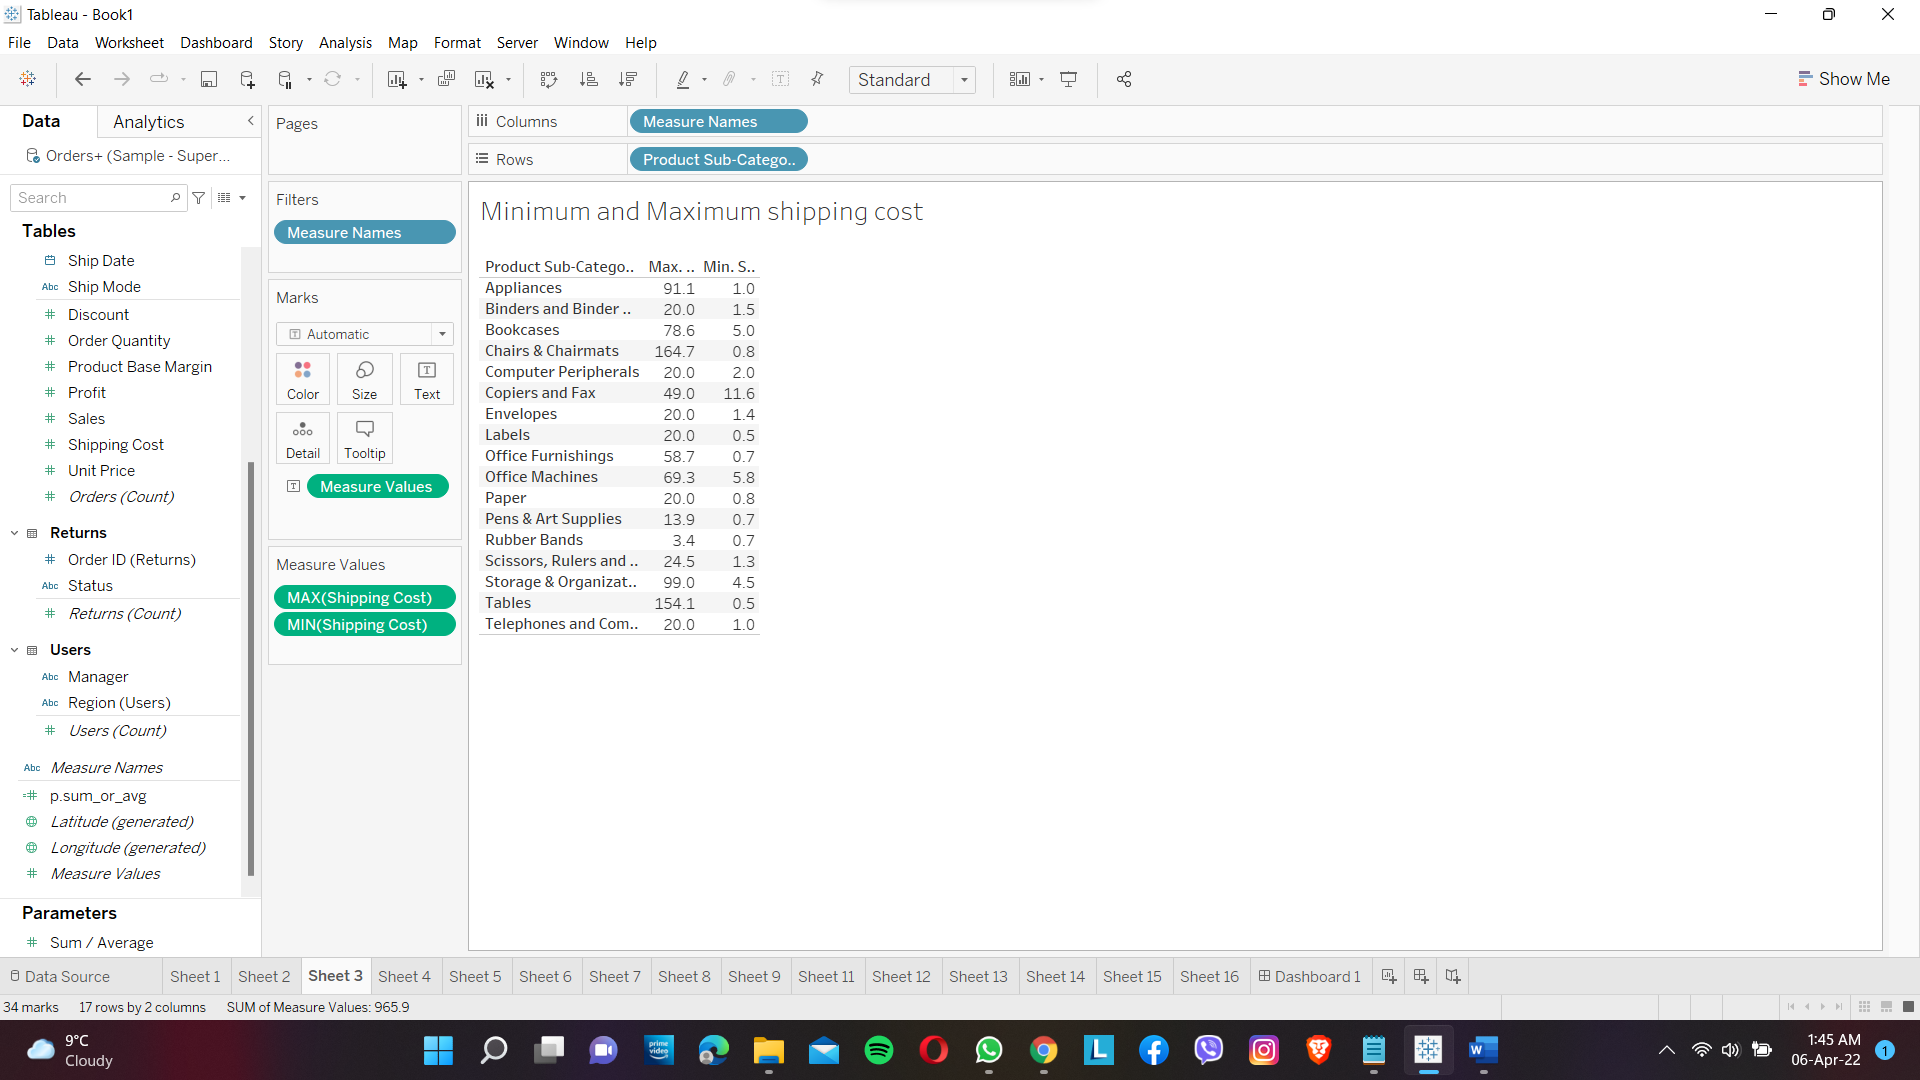 Tableau - Book1
File Data Worksheet Dashboard Story Analysis Map Format Server Window Help
Standard
Show Me
Data Analytics
Orders+ (Sample - Super...
Search
Tables
Ship Date
Abc Ship Mode
# Discount
# Order Quantity
# Product Base Margin
# Profit
# Sales
# Shipping Cost
# Unit Price
# Orders (Count)
Returns
# Order ID (Returns)
Abc Status
# Returns (Count)
Users
Abc Manager
Abc Region (Users)
# Users (Count)
Abc Measure Names
=# p.sum_or_avg
Latitude (generated)
Longitude (generated)
# Measure Values
Parameters
# Sum / Average
Pages
Filters
Measure Names
Marks
T Automatic
Color Size T Text
Detail Tooltip
T Measure Values
Measure Values
MAX(Shipping Cost)
MIN(Shipping Cost)
Columns Measure Names
Rows Product Sub-Catego..
Minimum and Maximum shipping cost
Product Sub-Catego.. Max. .. Min. S..
Appliances 91.1 1.0
Binders and Binder .. 20.0 1.5
Bookcases 78.6 5.0
Chairs & Chairmats 164.7 0.8
Computer Peripherals 20.0 2.0
Copiers and Fax 49.0 11.6
Envelopes 20.0 1.4
Labels 20.0 0.5
Office Furnishings 58.7 0.7
Office Machines 69.3 5.8
Paper 20.0 0.8
Pens & Art Supplies 13.9 0.7
Rubber Bands 3.4 0.7
Scissors, Rulers and .. 24.5 1.3
Storage & Organizat.. 99.0 4.5
Tables 154.1 0.5
Telephones and Com.. 20.0 1.0
Data Source Sheet 1 Sheet 2 Sheet 3 Sheet 4 Sheet 5 Sheet 6 Sheet 7 Sheet 8 Sheet 9 Sheet 11 Sheet 12 Sheet 13 Sheet 14 Sheet 15 Sheet 16 Dashboard 1
34 marks 17 rows by 2 columns SUM of Measure Values: 965.9
9°C
Cloudy
prime video
L
W
1:45 AM
06-Apr-22
1